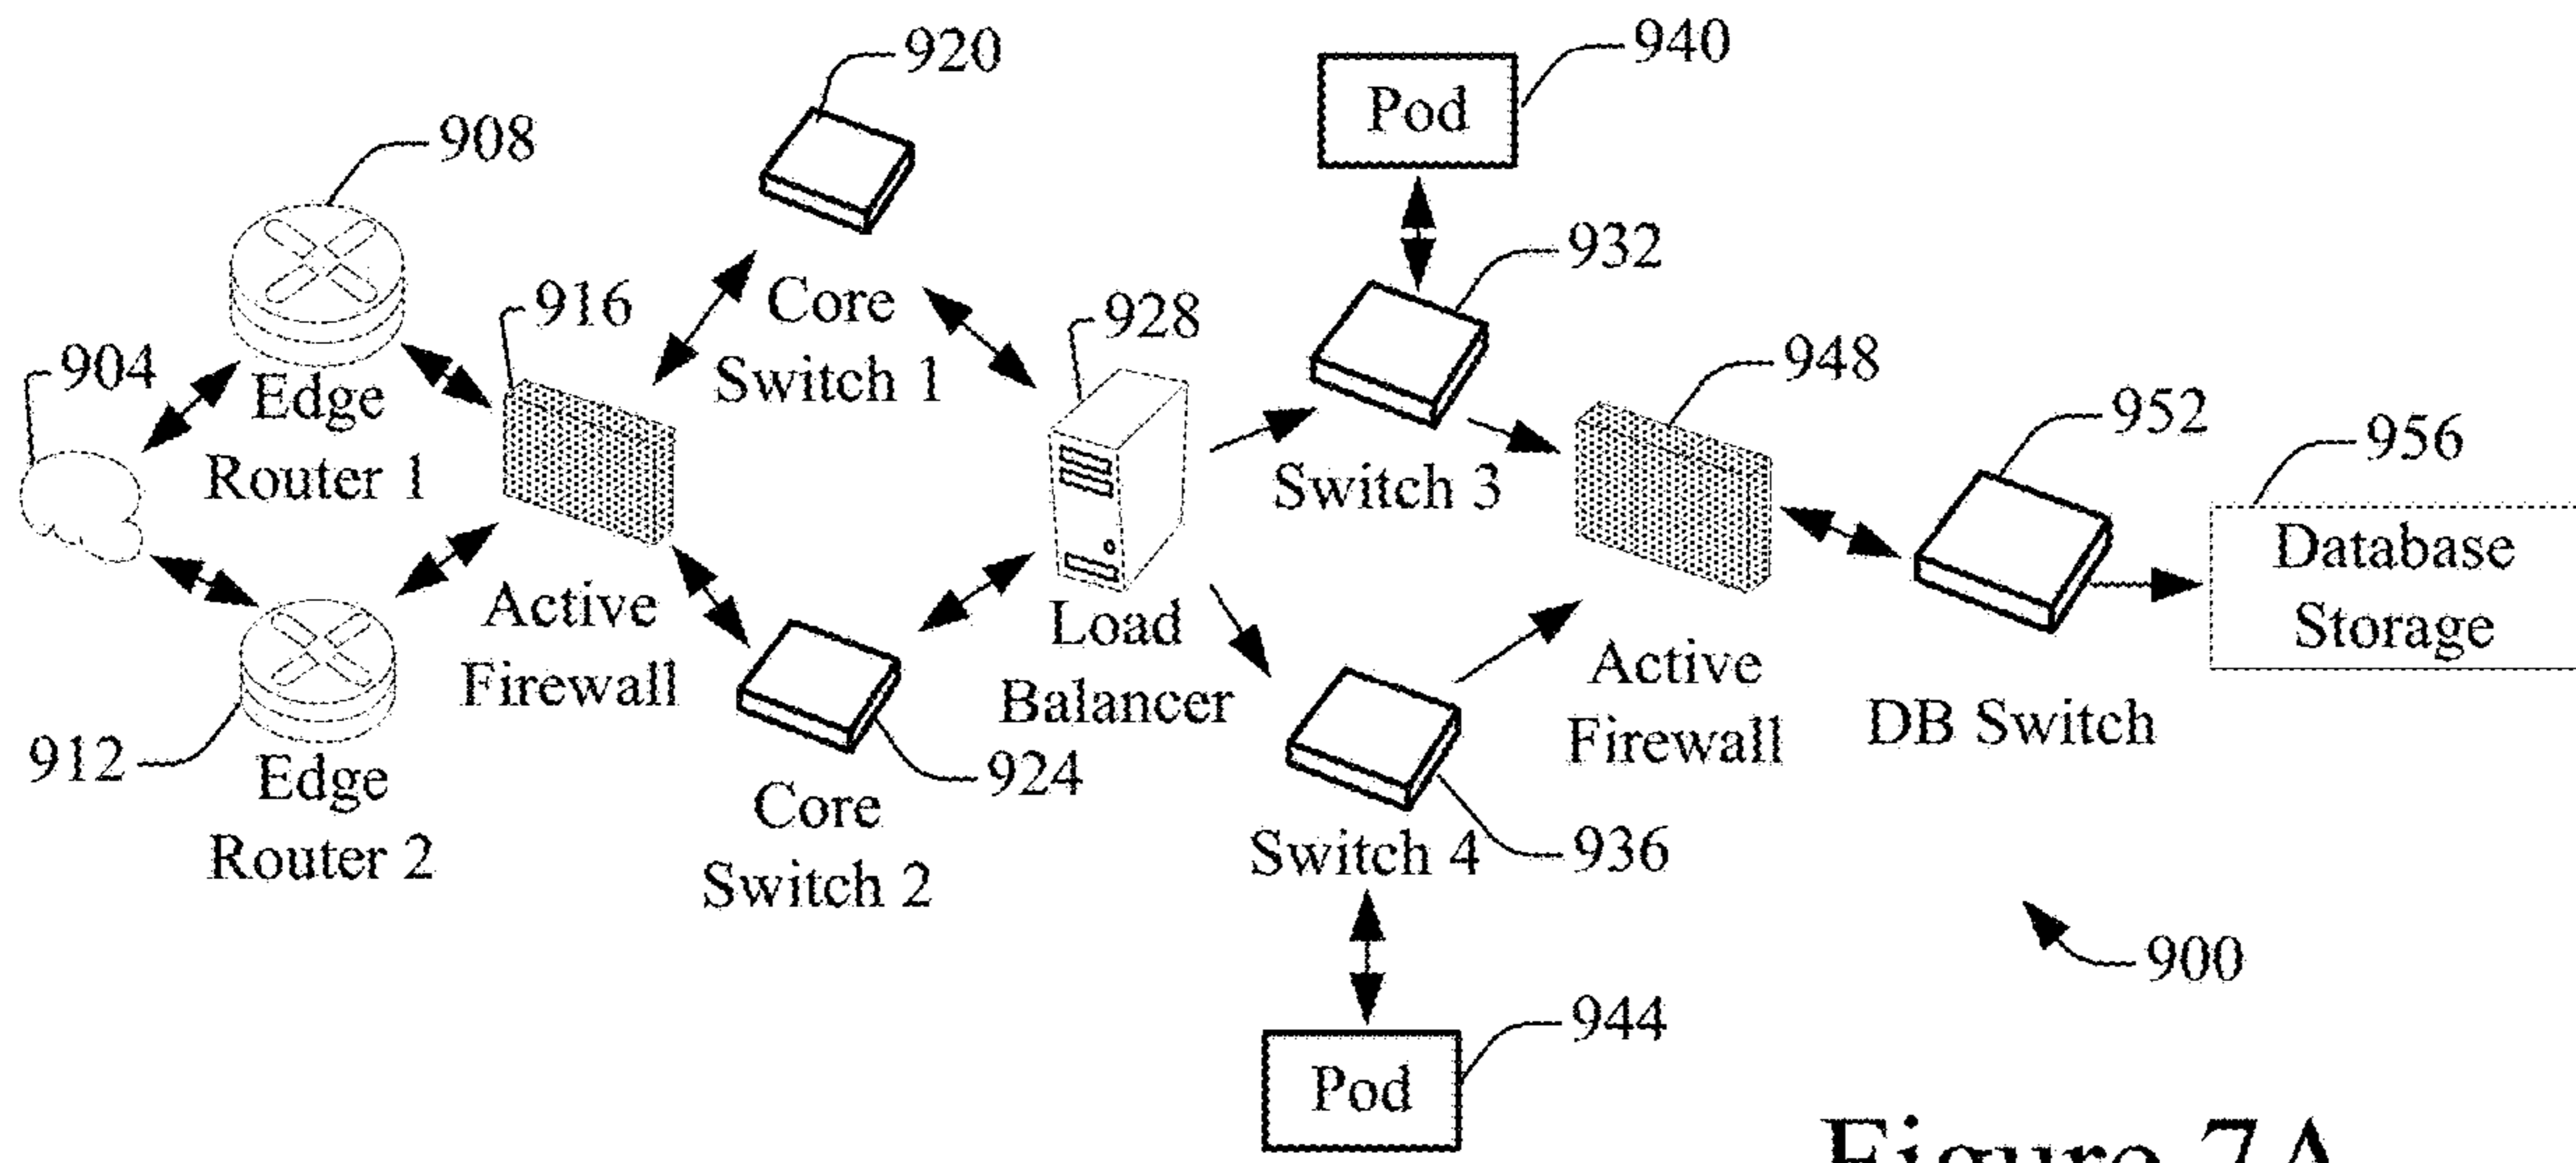 920
940
Pod
908
932
916
Core
Switch 1
928
948
904
Edge
Router 1
952
956
Switch 3
Database
Storage
Active
Firewall
Load
Balancer
Active
Firewall
DB Switch
912
Edge
Router 2
924
Core
Switch 2
Switch 4
936
900
944
Pod
Figure 7A